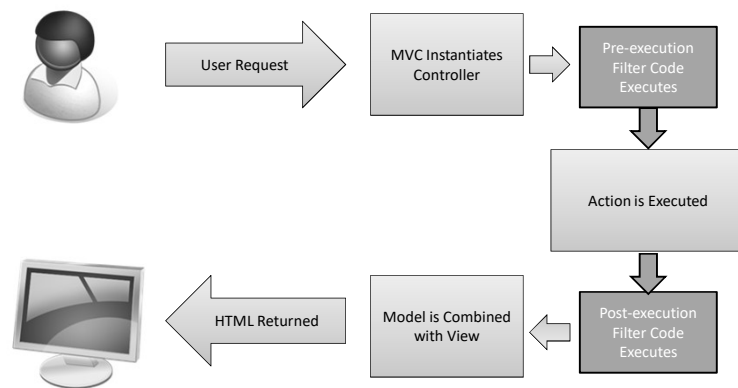 User Request
MVC Instantiates
Controller
Pre-execution
Filter Code
Executes
Action is Executed
Post-execution
Filter Code
Executes
Model is Combined
with View
HTML Returned